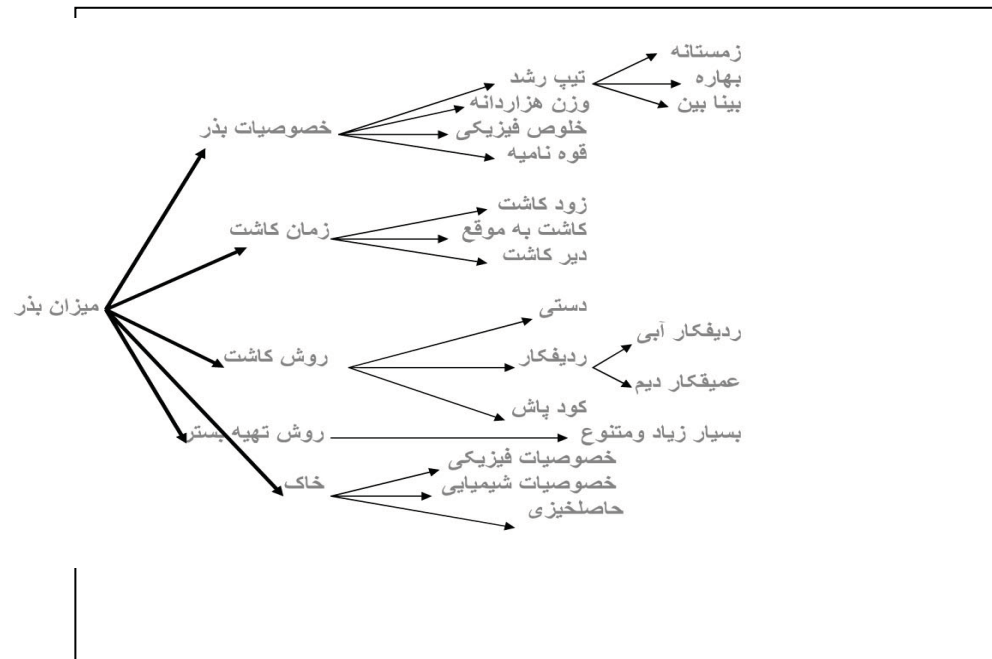 زمستانه
تیپ رشد
بهاره
وزن هزاردانه
بینا بین
خصوصیات بذر
خلوص فیزیکی
قوه نامیه
زود کاشت
زمان کاشت
کاشت به موقع
دیر کاشت
میزان بذر
دستی
ردیفکار آبی
روش کاشت
ردیفکار
عمیقکار دیم
کود پاش
روش تهیه بستر
بسیار زیاد ومتنوع
خصوصیات فیزیکی
خاک
خصوصیات شیمیایی
حاصلخیزی